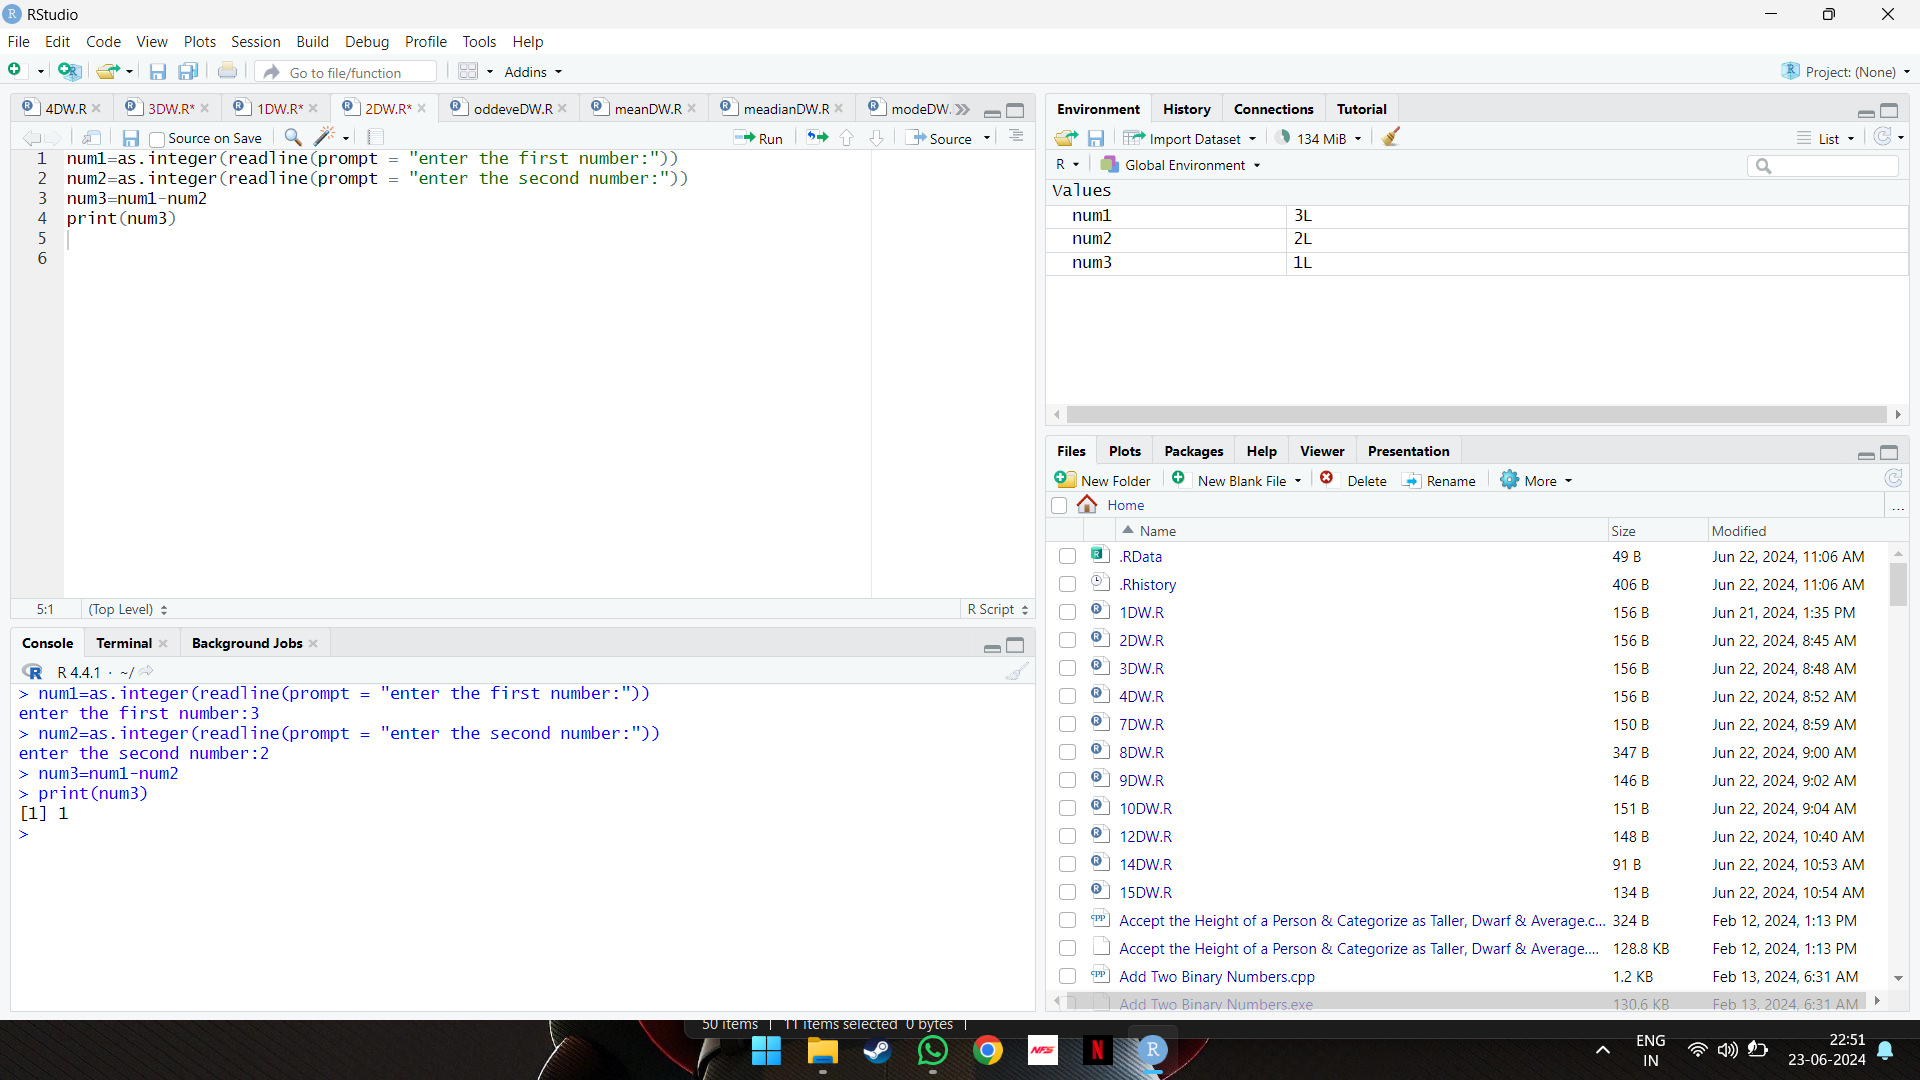 RStudio
File Edit Code View Plots Session Build Debug Profile Tools Help
Go to file/function Addins Project: (None)
4DW.R 3DW.R* 1DW.R* 2DW.R* oddeveDW.R meanDW.R meadianDW.R modeDW.
Source on Save Run Source
1 num1=as.integer(readline(prompt = "enter the first number:"))
2 num2=as.integer(readline(prompt = "enter the second number:"))
3 num3=num1-num2
4 print(num3)
5
6
5:1 (Top Level) R Script
Console Terminal Background Jobs
R 4.4.1 · ~/
> num1=as.integer(readline(prompt = "enter the first number:"))
enter the first number:3
> num2=as.integer(readline(prompt = "enter the second number:"))
enter the second number:2
> num3=num1-num2
> print(num3)
[1] 1
>
Environment History Connections Tutorial
Import Dataset 134 MiB List
R Global Environment
Values
num1 3L
num2 2L
num3 1L
Files Plots Packages Help Viewer Presentation
New Folder New Blank File Delete Rename More
Home ...
Name Size Modified
.RData 49 B Jun 22, 2024, 11:06 AM
.Rhistory 406 B Jun 22, 2024, 11:06 AM
1DW.R 156 B Jun 21, 2024, 1:35 PM
2DW.R 156 B Jun 22, 2024, 8:45 AM
3DW.R 156 B Jun 22, 2024, 8:48 AM
4DW.R 156 B Jun 22, 2024, 8:52 AM
7DW.R 150 B Jun 22, 2024, 8:59 AM
8DW.R 347 B Jun 22, 2024, 9:00 AM
9DW.R 146 B Jun 22, 2024, 9:02 AM
10DW.R 151 B Jun 22, 2024, 9:04 AM
12DW.R 148 B Jun 22, 2024, 10:40 AM
14DW.R 91 B Jun 22, 2024, 10:53 AM
15DW.R 134 B Jun 22, 2024, 10:54 AM
Accept the Height of a Person & Categorize as Taller, Dwarf & Average.c... 324 B Feb 12, 2024, 1:13 PM
Accept the Height of a Person & Categorize as Taller, Dwarf & Average.... 128.8 KB Feb 12, 2024, 1:13 PM
Add Two Binary Numbers.cpp 1.2 KB Feb 13, 2024, 6:31 AM
Add Two Binary Numbers.exe 130.6 KB Feb 13, 2024, 6:31 AM
50 items | 11 items selected 0 bytes |
NFS N R
ENG
IN
22:51
23-06-2024